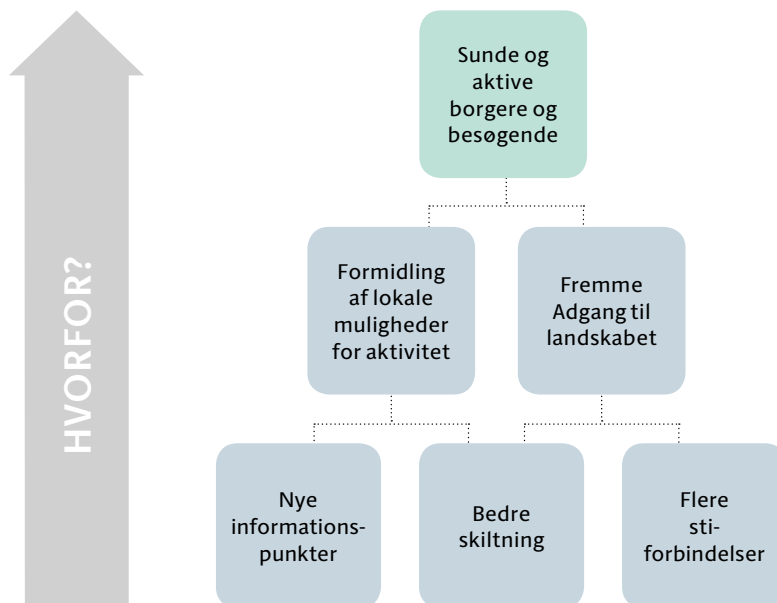 Sunde og
aktive
borgere og
besøgende
HVORFOR?
Formidling
af lokale
muligheder
for aktivitet
Fremme
Adgang til
landskabet
Nye
informations-
punkter
Bedre
skiltning
Flere
sti-
forbindelser